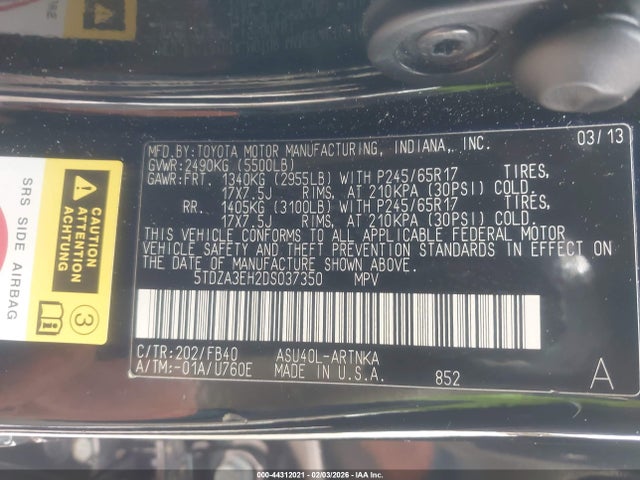 MFD.BY:TOYOTA MOTOR MANUFACTURING, INDIANA, INC. 03/13
GVWR:2490KG(5500LB)
GAWR:FRT. 1340KG(2955LB)WITH P245/65R17 TIRES,
17X7.5J RIMS, AT 210KPA(30PSI) COLD.
RR. 1405KG(3100LB)WITH P245/65R17 TIRES,
17X7.5J RIMS, AT 210KPA(30PSI) COLD.
THIS VEHICLE CONFORMS TO ALL APPLICABLE FEDERAL MOTOR
VEHICLE SAFETY AND THEFT PREVENTION STANDARDS IN EFFECT ON
THE DATE OF MANUFACTURE SHOWN ABOVE.
5TDZA3EH2DS037350 MPV
C/TR:202/FB40 ASU40L-ARTNKA
A/TM:-01A/U760E MADE IN U.S.A. 852 A
CAUTION
ATTENTION
ACHTUNG
3
SRS SIDE AIRBAG
000-44312021 - 02/03/2026 - IAA Inc.